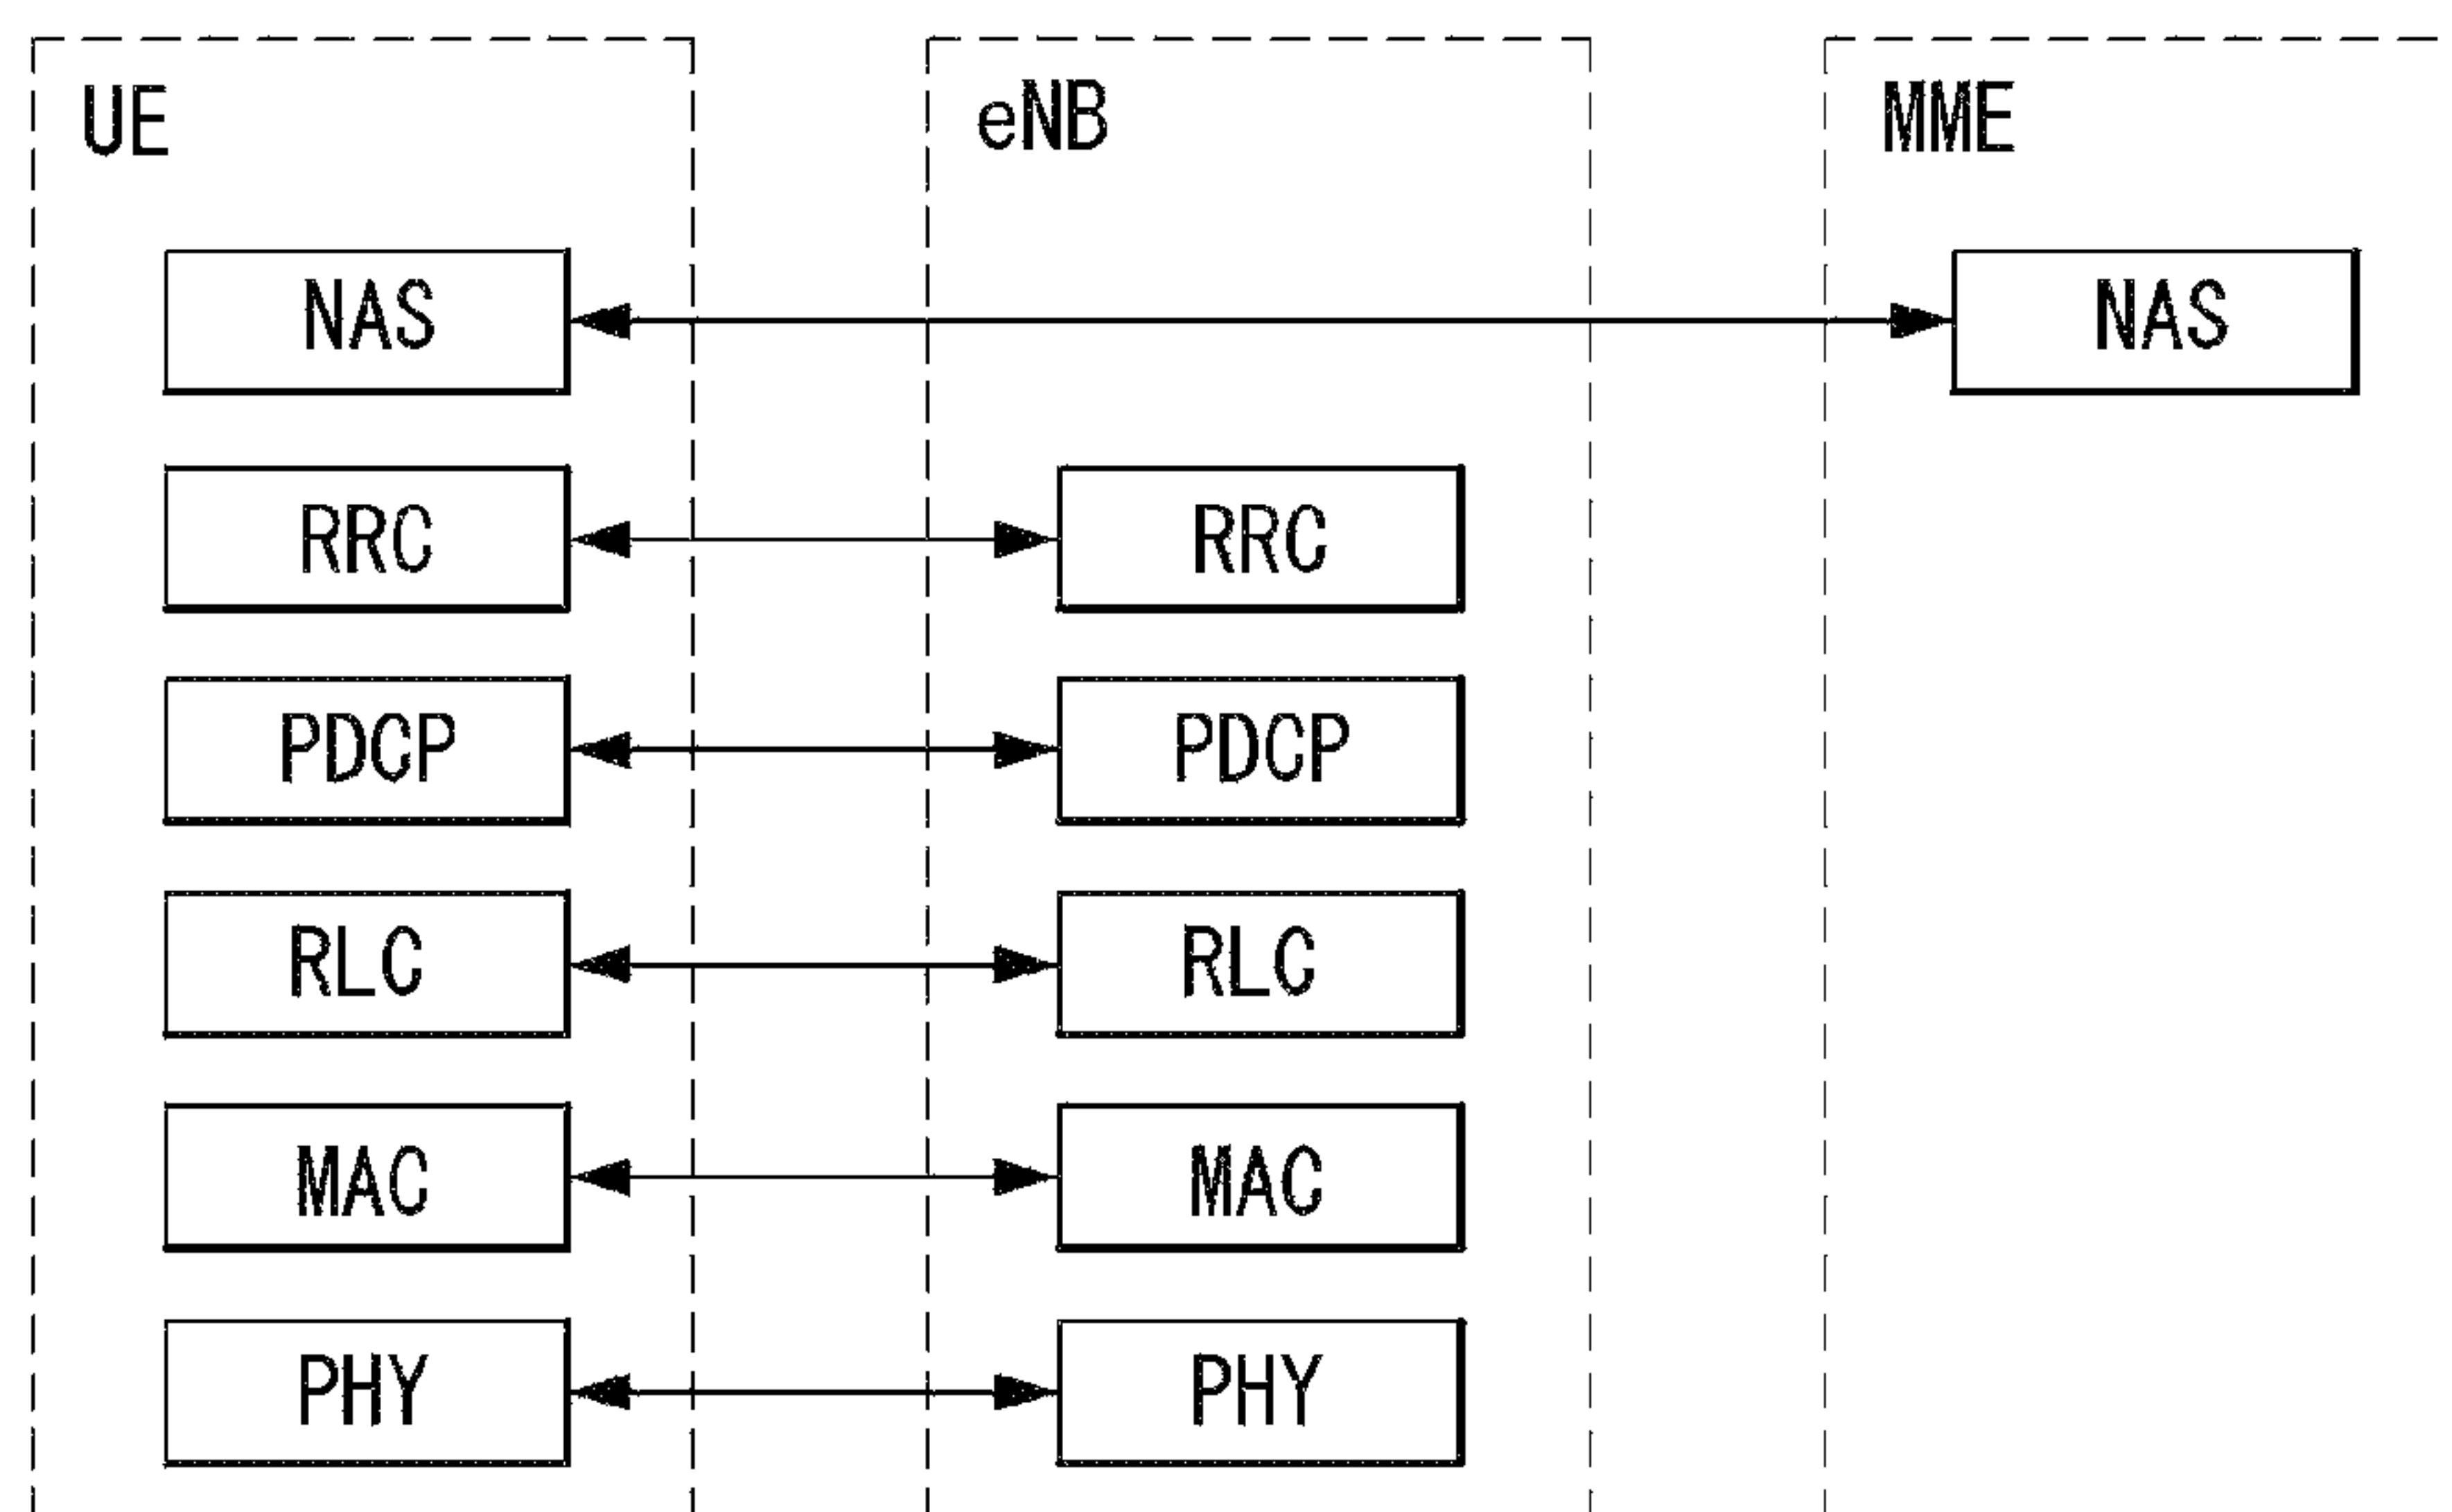 UE eNB MME
NAS NAS
RRC RRC
PDCP PDCP
RLC RLC
MAC MAC
PHY PHY